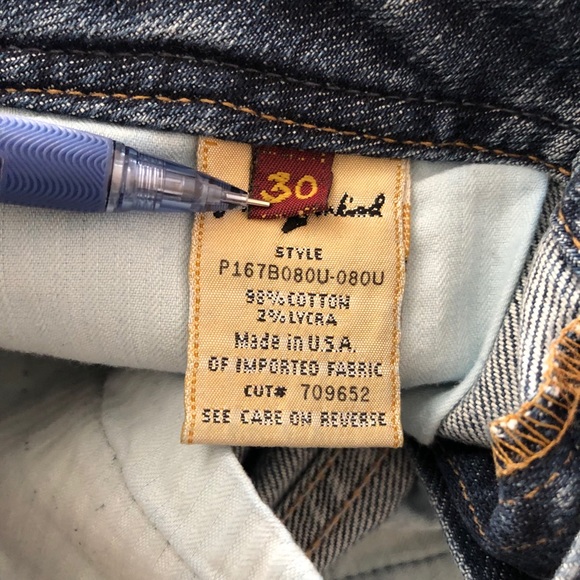 30
STYLE
P167B080U-080U
98% COTTON
2% LYCRA
Made in U.S.A.
OF IMPORTED FABRIC
CUT# 709652
SEE CARE ON REVERSE